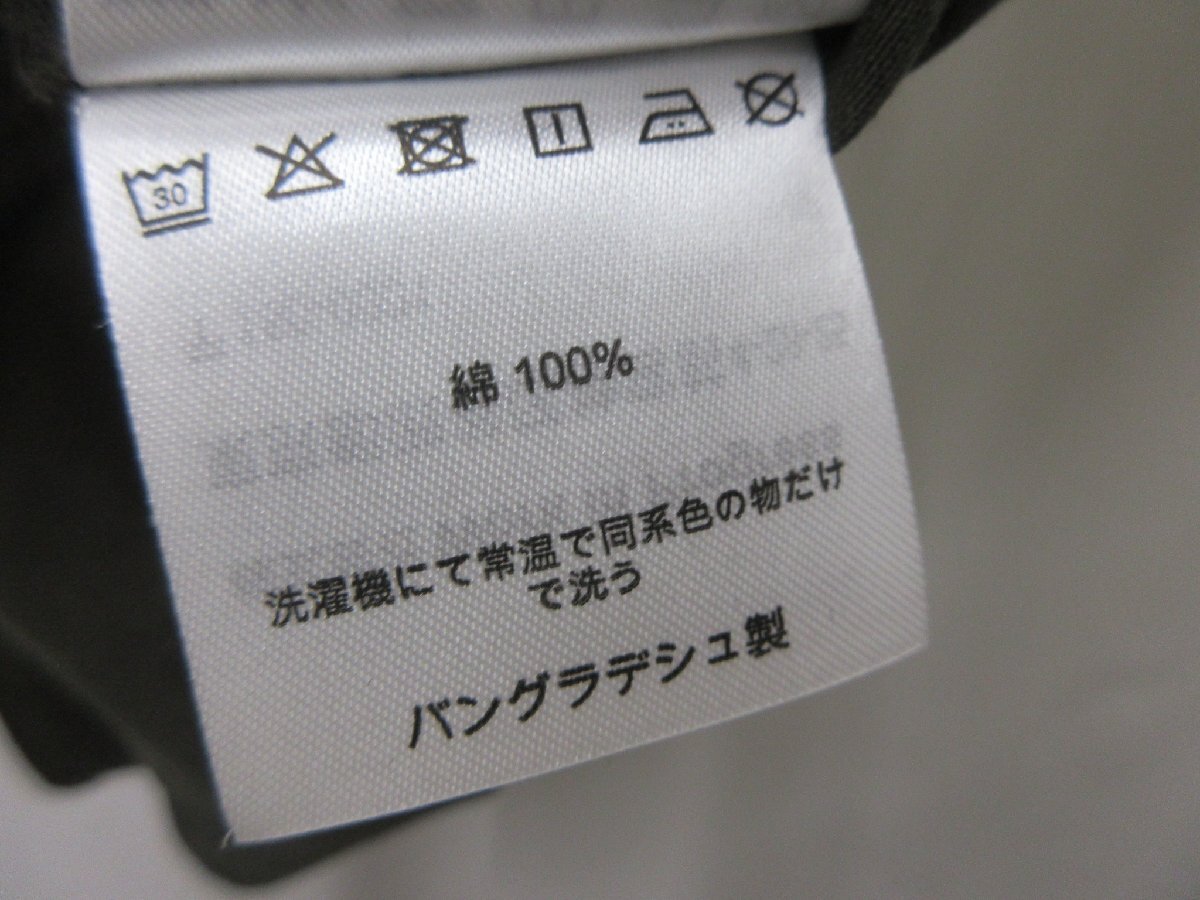 30
綿 100%
洗濯機にて常温で同系色の物だけ
で洗う
バングラデシュ製